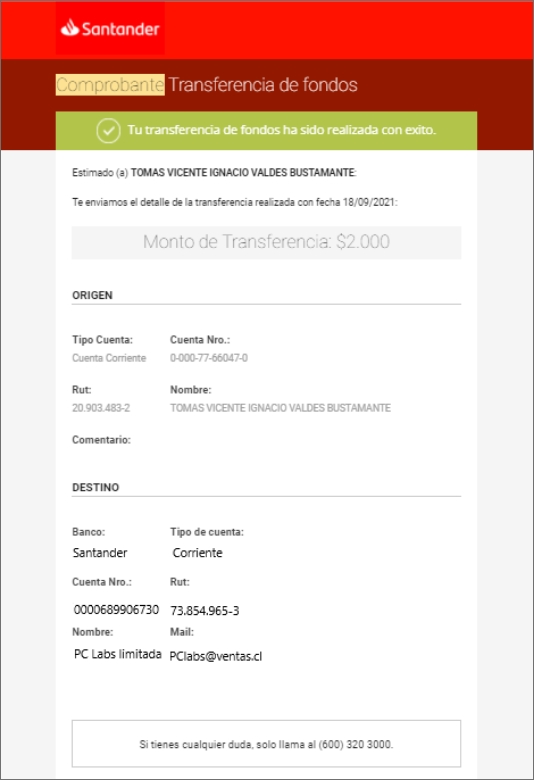 Santander
Comprobante Transferencia de fondos
Tu transferencia de fondos ha sido realizada con exito.
Estimado (a) TOMAS VICENTE IGNACIO VALDES BUSTAMANTE:
Te enviamos el detalle de la transferencia realizada con fecha 18/09/2021:
Monto de Transferencia: $2.000
ORIGEN
Tipo Cuenta: Cuenta Nro.:
Cuenta Corriente 0-000-77-66047-0
Rut: Nombre:
20.903.483-2 TOMAS VICENTE IGNACIO VALDES BUSTAMANTE
Comentario:
DESTINO
Banco: Tipo de cuenta:
Santander Corriente
Cuenta Nro.: Rut:
0000689906730 73.854.965-3
Nombre: Mail:
PC Labs limitada PClabs@ventas.cl
Si tienes cualquier duda, solo llama al (600) 320 3000.